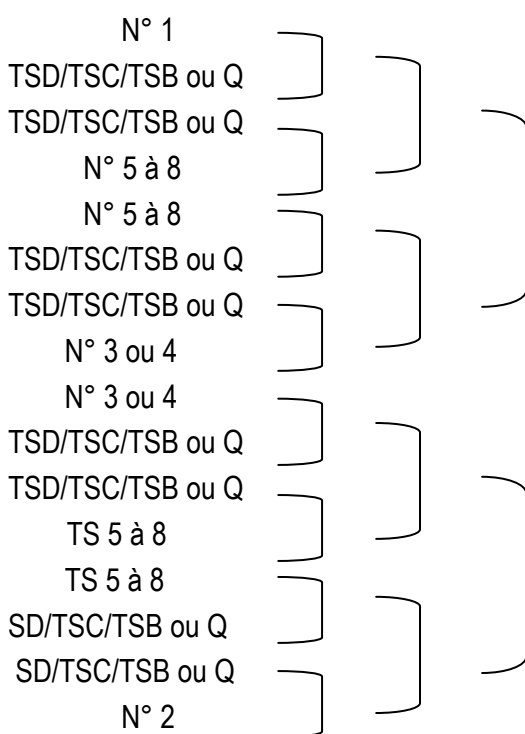 N° 1
TSD/TSC/TSB ou Q
TSD/TSC/TSB ou Q
N° 5 à 8
N° 5 à 8
TSD/TSC/TSB ou Q
TSD/TSC/TSB ou Q
N° 3 ou 4
N° 3 ou 4
TSD/TSC/TSB ou Q
TSD/TSC/TSB ou Q
TS 5 à 8
TS 5 à 8
SD/TSC/TSB ou Q
SD/TSC/TSB ou Q
N° 2